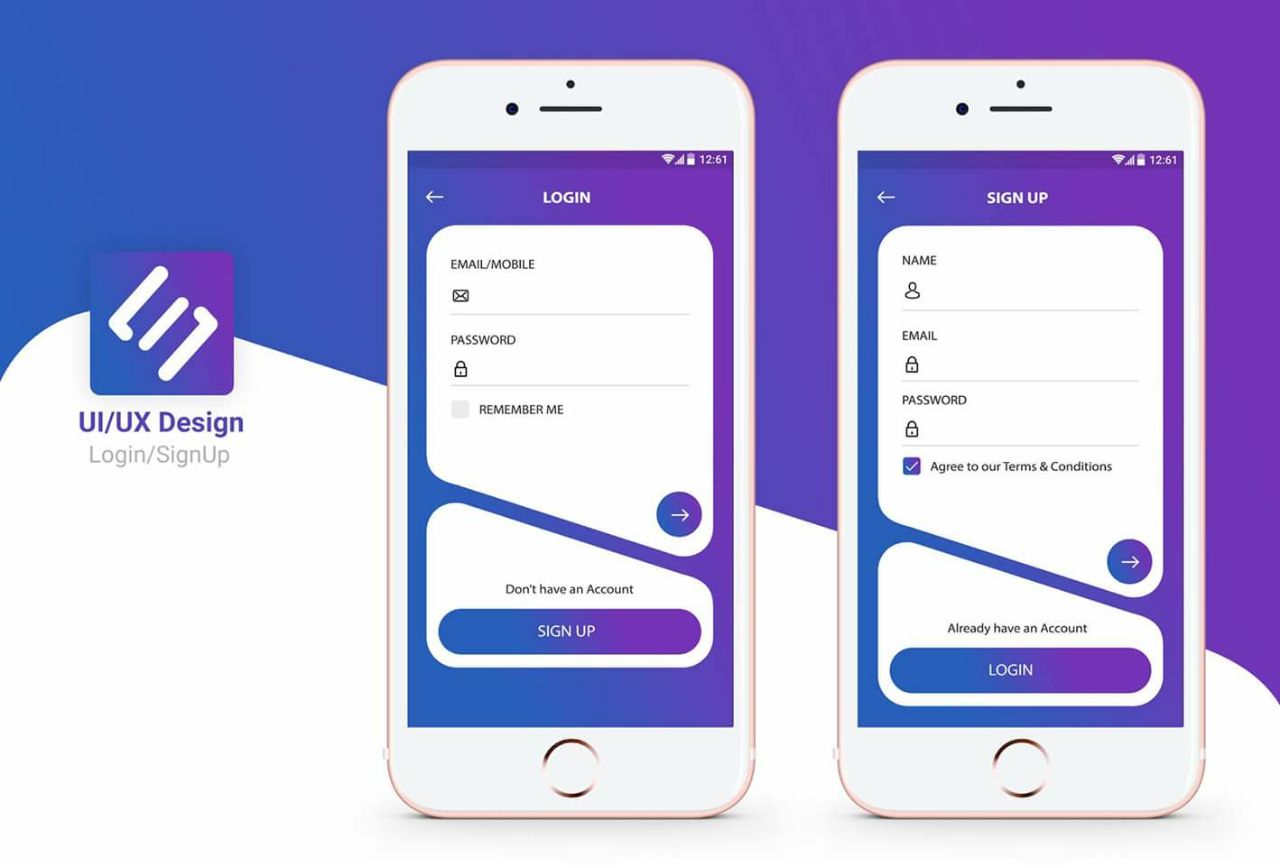 UI/UX Design
Login/SignUp
12:61
LOGIN
EMAIL/MOBILE
PASSWORD
REMEMBER ME
Don't have an Account
SIGN UP
12:61
SIGN UP
NAME
EMAIL
PASSWORD
Agree to our Terms & Conditions
Already have an Account
LOGIN